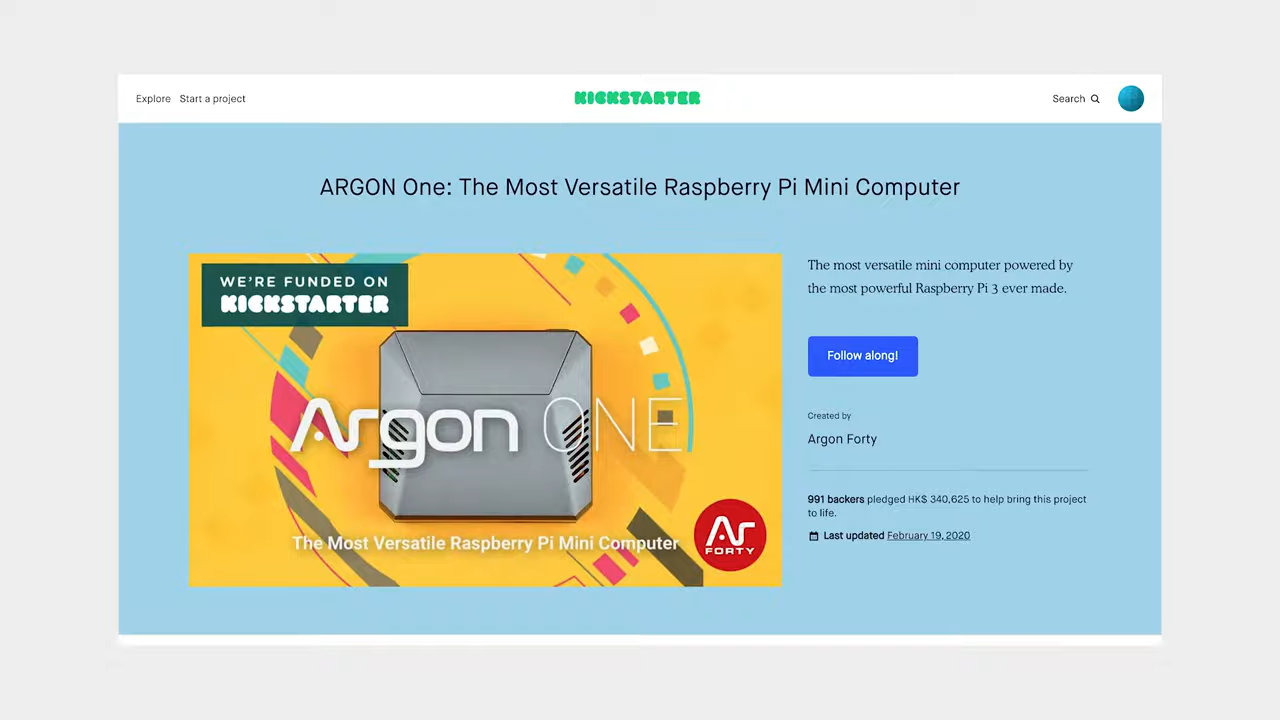 Explore Start a project KICKSTARTER Search
ARGON One: The Most Versatile Raspberry Pi Mini Computer
WE'RE FUNDED ON
KICKSTARTER
Argon ONE
The Most Versatile Raspberry Pi Mini Computer
Ar
FORTY
The most versatile mini computer powered by
the most powerful Raspberry Pi 3 ever made.
Follow along!
Created by
Argon Forty
991 backers pledged HK$ 340,625 to help bring this project
to life.
Last updated February 19, 2020